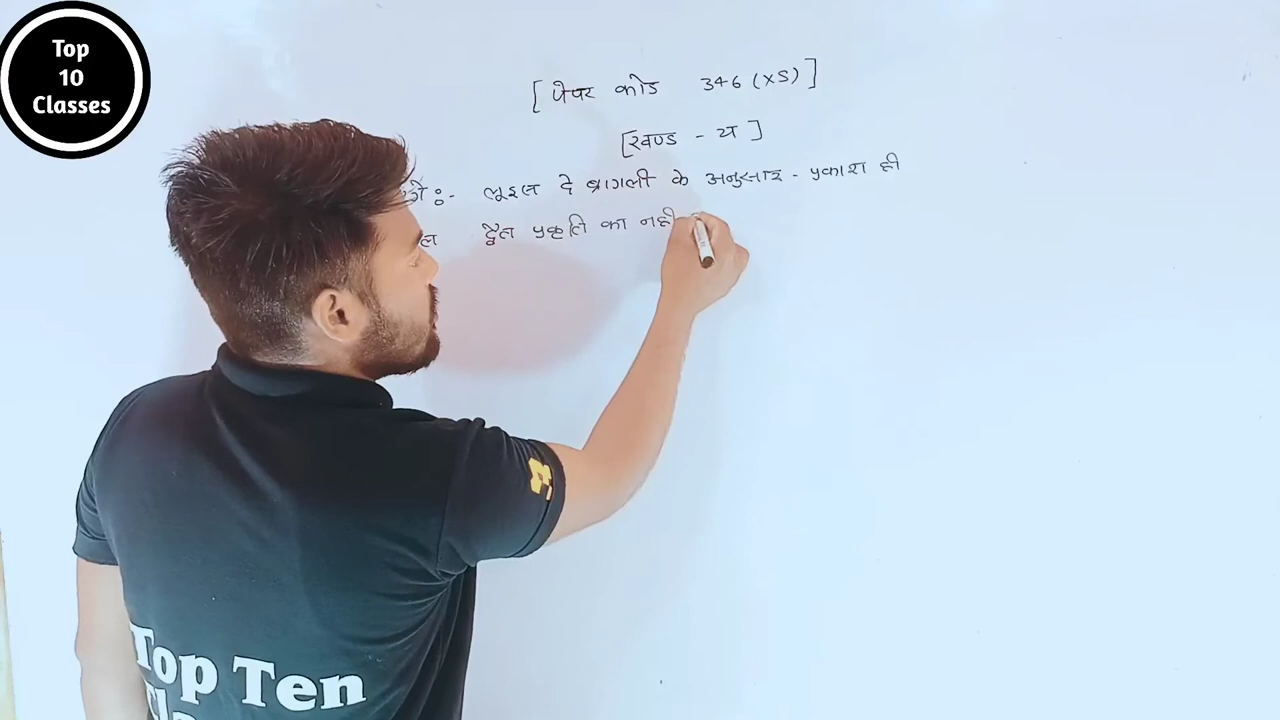 Top
10
Classes
[पेपर कोड 346 (XS)]
[खण्ड - य]
:- लूइस दे ब्रागली के अनुसार - प्रकाश ही
द्वैत प्रकृति का नही
Top Ten